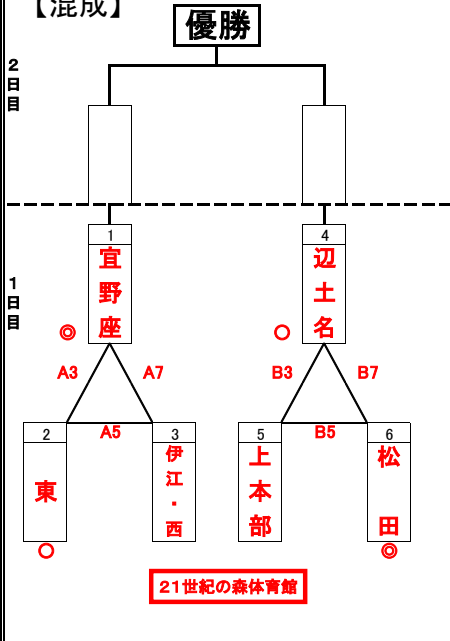 【混成】
優勝
2日目
1日目
1
宜野座
◎
4
辺土名
○
A3
A7
B3
B7
2
東
○
A5
3
伊江・西
5
上本部
B5
6
松田
◎
21世紀の森体育館